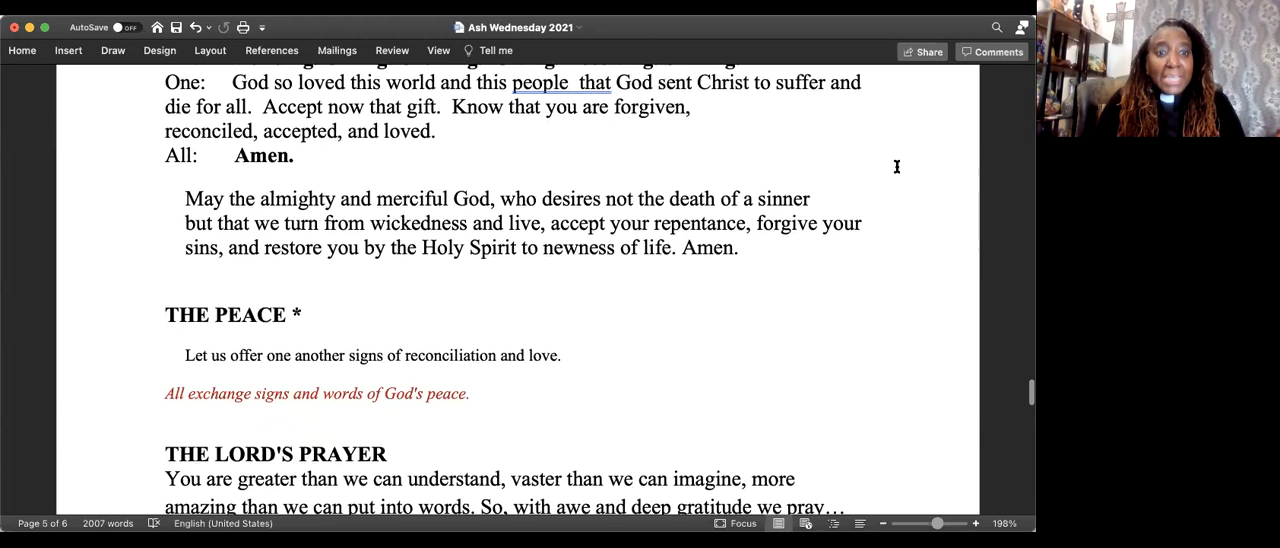 AutoSave OFF
Ash Wednesday 2021
Home Insert Draw Design Layout References Mailings Review View Tell me
Share Comments
One: God so loved this world and this people that God sent Christ to suffer and
die for all. Accept now that gift. Know that you are forgiven,
reconciled, accepted, and loved.
All: Amen.
May the almighty and merciful God, who desires not the death of a sinner
but that we turn from wickedness and live, accept your repentance, forgive your
sins, and restore you by the Holy Spirit to newness of life. Amen.
THE PEACE *
Let us offer one another signs of reconciliation and love.
All exchange signs and words of God's peace.
THE LORD'S PRAYER
You are greater than we can understand, vaster than we can imagine, more
amazing than we can put into words. So, with awe and deep gratitude we pray…
Page 5 of 6 2007 words English (United States) Focus 198%